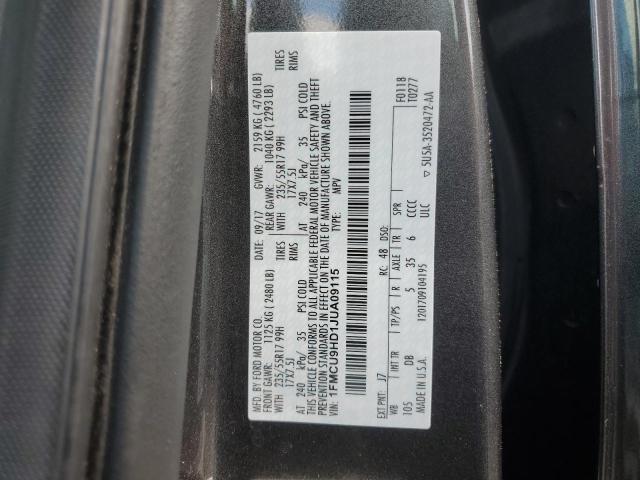 MFD. BY FORD MOTOR CO. 09/17 GVWR: 2159 KG ( 4760 LB)
FRONT GAWR: 1125 KG ( 2480 LB) REAR GAWR: 1040 KG ( 2293 LB)
WITH 235/55R17 99H TIRES WITH 235/55R17 99H TIRES
17X7.5J RIMS 17X7.5J RIMS
AT 240 kPa/ 35 PSI COLD AT 240 kPa/ 35 PSI COLD
THIS VEHICLE CONFORMS TO ALL APPLICABLE FEDERAL MOTOR VEHICLE SAFETY AND THEFT
PREVENTION STANDARDS IN EFFECT ON THE DATE OF MANUFACTURE SHOWN ABOVE.
1FMCU9HD1JUA09115 TYPE: MPV
EXT PNT: J7 RC: 48 DSO: F0118
T0277
WB INT TR TP/PS R AXLE TR SPR
105 DB 5 35 6 CCCC
1201709104195 ULC
MADE IN U.S.A. ▽ 5U5A-3520472-AA